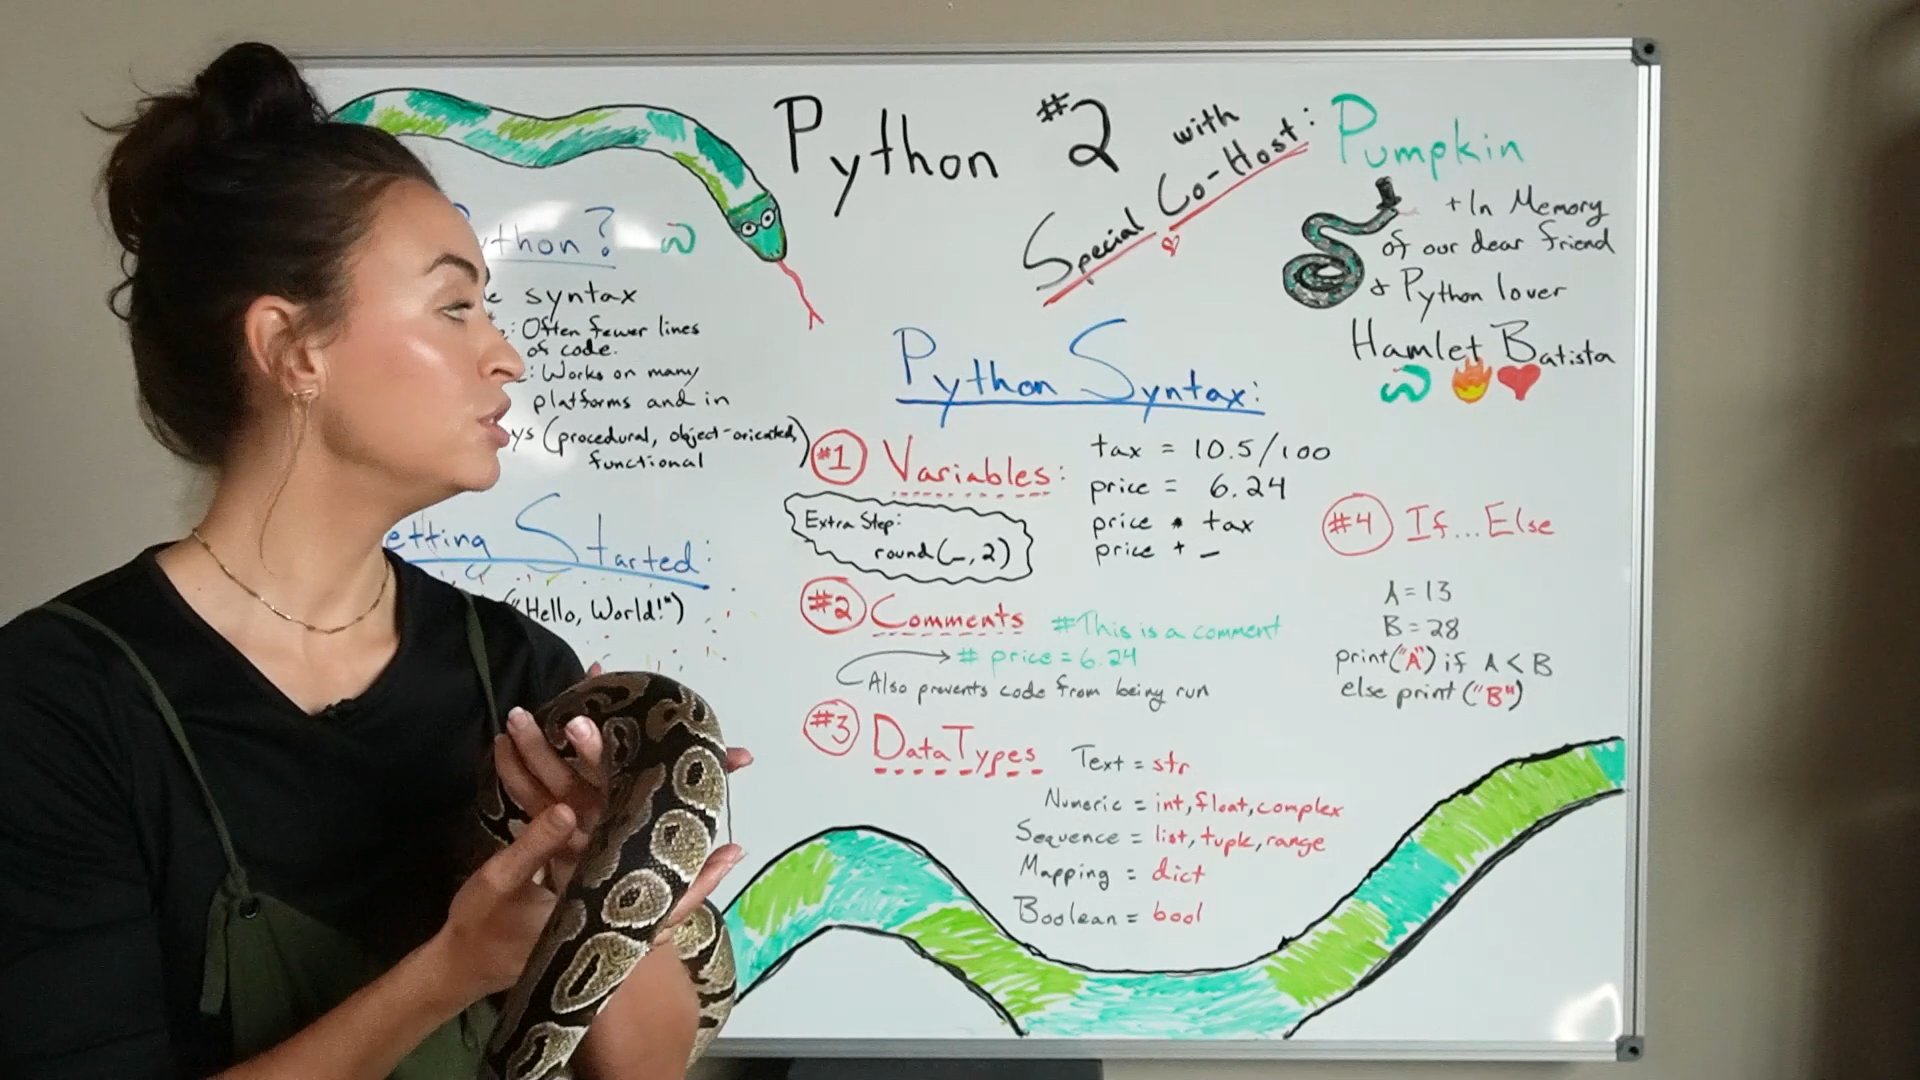 Python #2
with
Special Co-Host:
Pumpkin
+ In Memory
of our dear friend
& Python lover
Hamlet Batista
ython?
syntax
: Often fewer lines
of code.
: Works on many
platforms and in
ys (procedural, object-oriented,
functional)
etting Started:
("Hello, World!")
Python Syntax:
#1 Variables:
tax = 10.5/100
price = 6.24
price * tax
price + _
Extra Step:
round(_, 2)
#2 Comments
#This is a comment
# price = 6.24
Also prevents code from being run
#3 Data Types
Text = str
Numeric = int, float, complex
Sequence = list, tuple, range
Mapping = dict
Boolean = bool
#4 If...Else
A = 13
B = 28
print("A") if A < B
else print ("B")